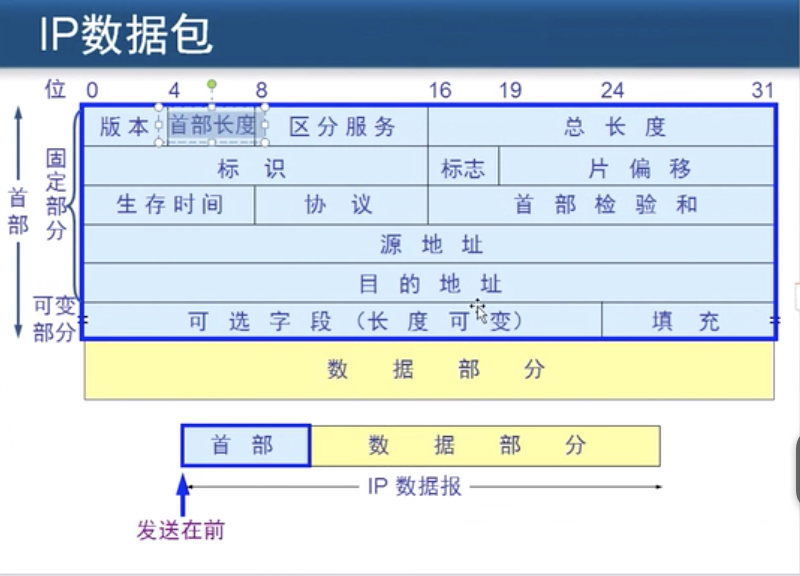 IP数据包
位 0 4 8 16 19 24 31
版本 首部长度 区分服务 总长度
标识 标志 片偏移
生存时间 协议 首部检验和
源地址
目的地址
可选字段（长度可变） 填充
数据部分
首部
固定部分
可变部分
首部 数据部分
IP 数据报
发送在前